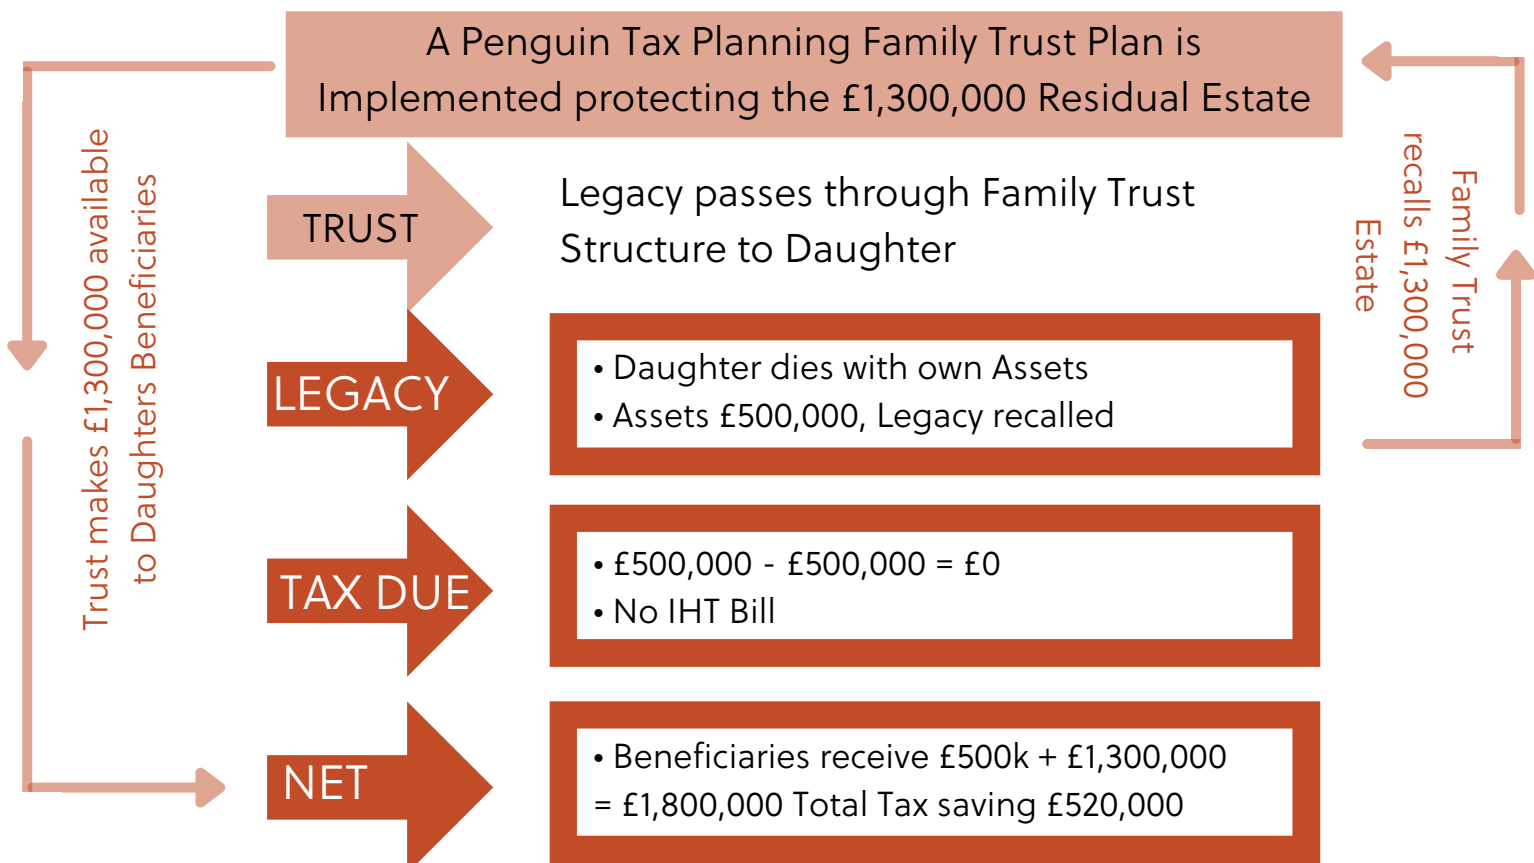 A Penguin Tax Planning Family Trust Plan is
Implemented protecting the £1,300,000 Residual Estate
Trust makes £1,300,000 available
to Daughters Beneficiaries
Family Trust
recalls £1,300,000
Estate
TRUST
Legacy passes through Family Trust
Structure to Daughter
LEGACY
• Daughter dies with own Assets
• Assets £500,000, Legacy recalled
TAX DUE
• £500,000 - £500,000 = £0
• No IHT Bill
NET
• Beneficiaries receive £500k + £1,300,000
= £1,800,000 Total Tax saving £520,000